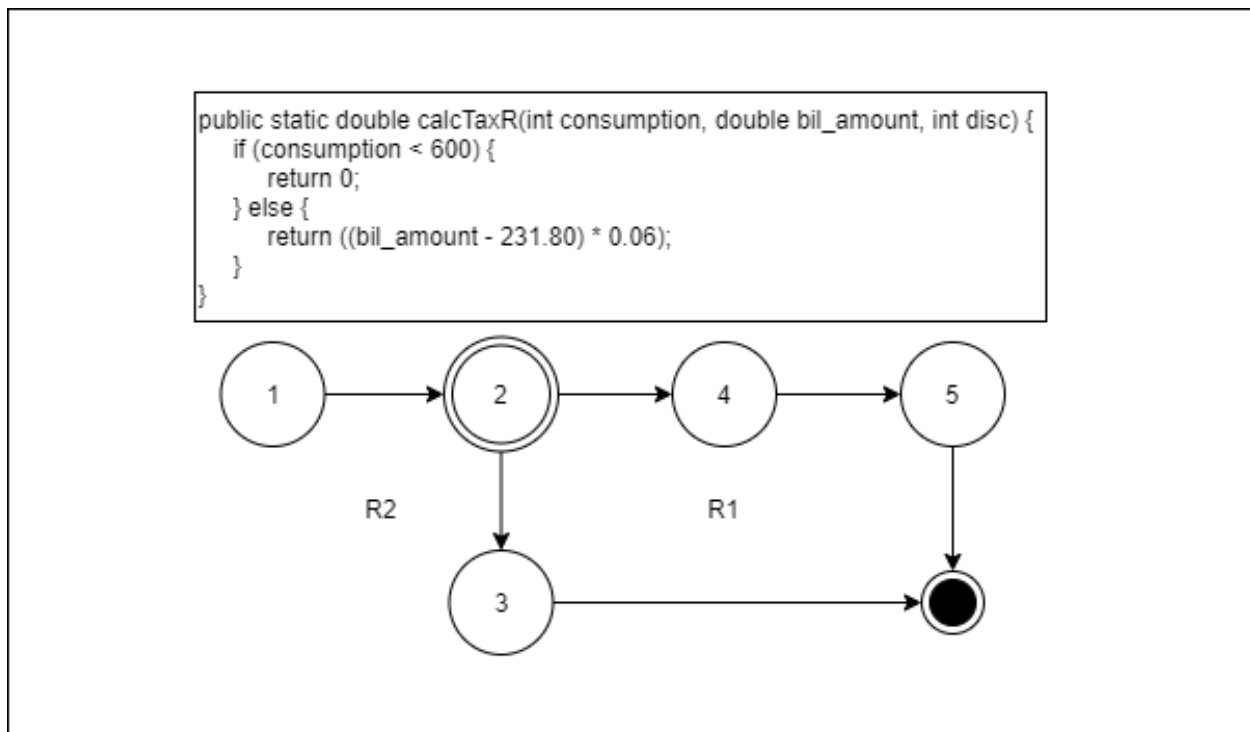 public static double calcTaxR(int consumption, double bil_amount, int disc) {
if (consumption < 600) {
return 0;
} else {
return ((bil_amount - 231.80) * 0.06);
}
}
1 2 4 5
R2 R1
3